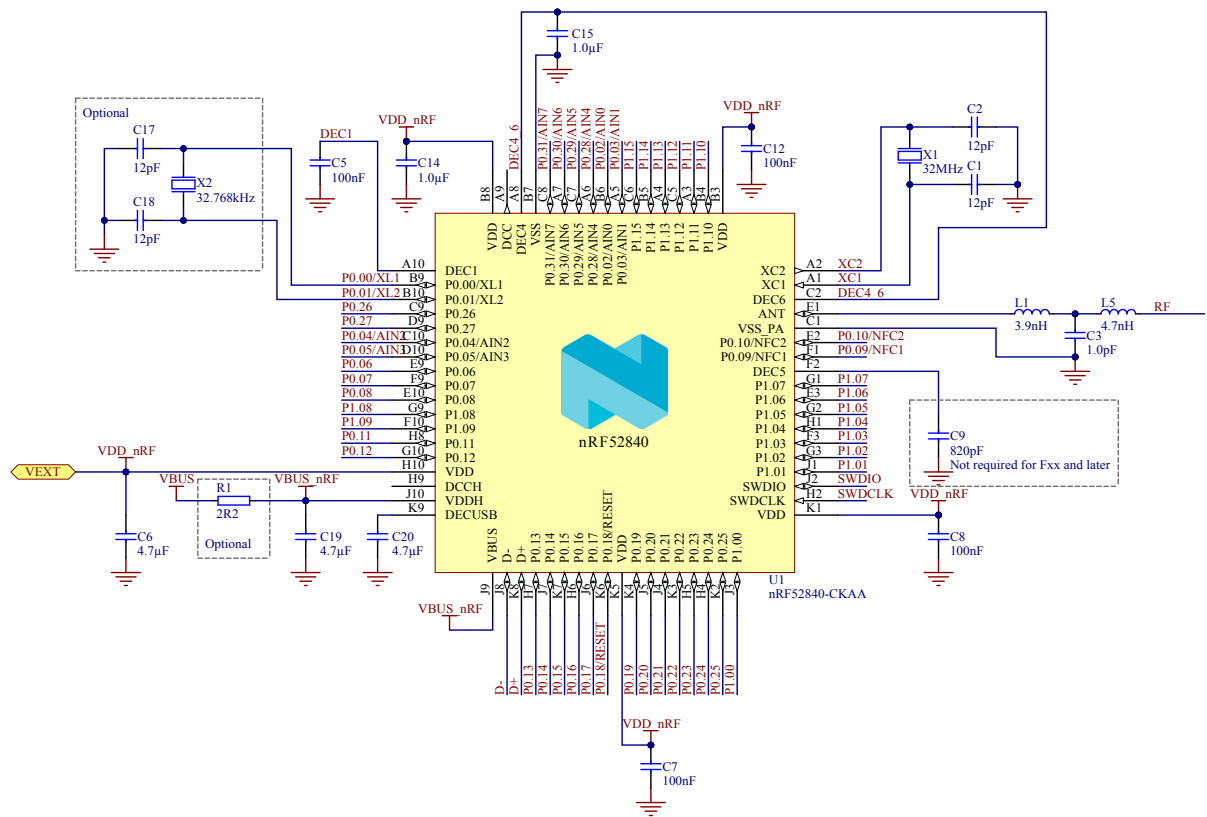 C15
1.0µF
Optional
C17
12pF
X2
32.768kHz
C18
12pF
DEC1
C5
100nF
VDD_nRF
C14
1.0µF
DEC4_6
P0.31/AIN7
P0.30/AIN6
P0.29/AIN5
P0.28/AIN4
P0.02/AIN0
P0.03/AIN1
P1.15
P1.14
P1.13
P1.12
P1.11
P1.10
VDD_nRF
C12
100nF
C2
12pF
X1
32MHz
C1
12pF
B8
A9
A8
B7
C8
A7
C7
A6
B6
A5
C6
B5
A4
C5
A3
B4
B3
VDD
DCC
DEC4
VSS
P0.31/AIN7
P0.30/AIN6
P0.29/AIN5
P0.28/AIN4
P0.02/AIN0
P0.03/AIN1
P1.15
P1.14
P1.13
P1.12
P1.11
P1.10
VDD
A10 DEC1
P0.00/XL1 B9 P0.00/XL1
P0.01/XL2 B10 P0.01/XL2
P0.26 C9 P0.26
P0.27 D9 P0.27
P0.04/AIN2 C10 P0.04/AIN2
P0.05/AIN3 D10 P0.05/AIN3
P0.06 E9 P0.06
P0.07 F9 P0.07
P0.08 E10 P0.08
P1.08 G9 P1.08
P1.09 F10 P1.09
P0.11 H8 P0.11
P0.12 G10 P0.12
H10 VDD
H9 DCCH
J10 VDDH
K9 DECUSB
XC2 A2 XC2
XC1 A1 XC1
DEC6 C2 DEC4_6
ANT E1
VSS_PA C1
P0.10/NFC2 E2 P0.10/NFC2
P0.09/NFC1 F1 P0.09/NFC1
DEC5 F2
P1.07 G1 P1.07
P1.06 E3 P1.06
P1.05 G2 P1.05
P1.04 H1 P1.04
P1.03 F3 P1.03
P1.02 G3 P1.02
P1.01 J1 P1.01
SWDIO J2 SWDIO
SWDCLK H2 SWDCLK
VDD K1
L1
3.9nH
L5
4.7nH
RF
C3
1.0pF
C9
820pF
Not required for Fxx and later
VDD_nRF
C8
100nF
nRF52840
VEXT
VDD_nRF
C6
4.7µF
VBUS
R1
2R2
Optional
VBUS_nRF
C19
4.7µF
C20
4.7µF
VBUS
D-
D+
P0.13
P0.14
P0.15
P0.16
P0.17
P0.18/RESET
VDD
P0.19
P0.20
P0.21
P0.22
P0.23
P0.24
P0.25
P1.00
U1
nRF52840-CKAA
J9
J8
K8
H7
J7
K7
H6
J6
K6
K5
K4
J5
J4
K3
H5
H4
K2
J3
VBUS_nRF
D-
D+
P0.13
P0.14
P0.15
P0.16
P0.17
P0.18/RESET
P0.19
P0.20
P0.21
P0.22
P0.23
P0.24
P0.25
P1.00
VDD_nRF
C7
100nF